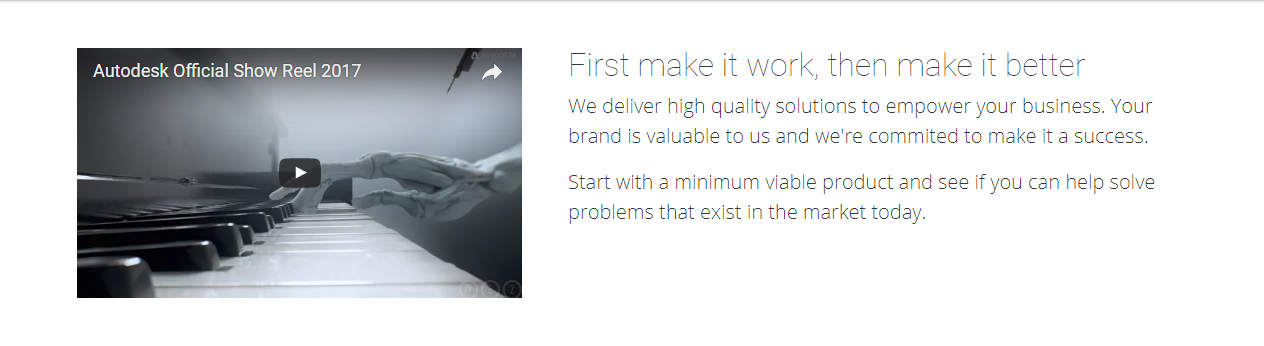 Autodesk Official Show Reel 2017
First make it work, then make it better
We deliver high quality solutions to empower your business. Your
brand is valuable to us and we're commited to make it a success.
Start with a minimum viable product and see if you can help solve
problems that exist in the market today.